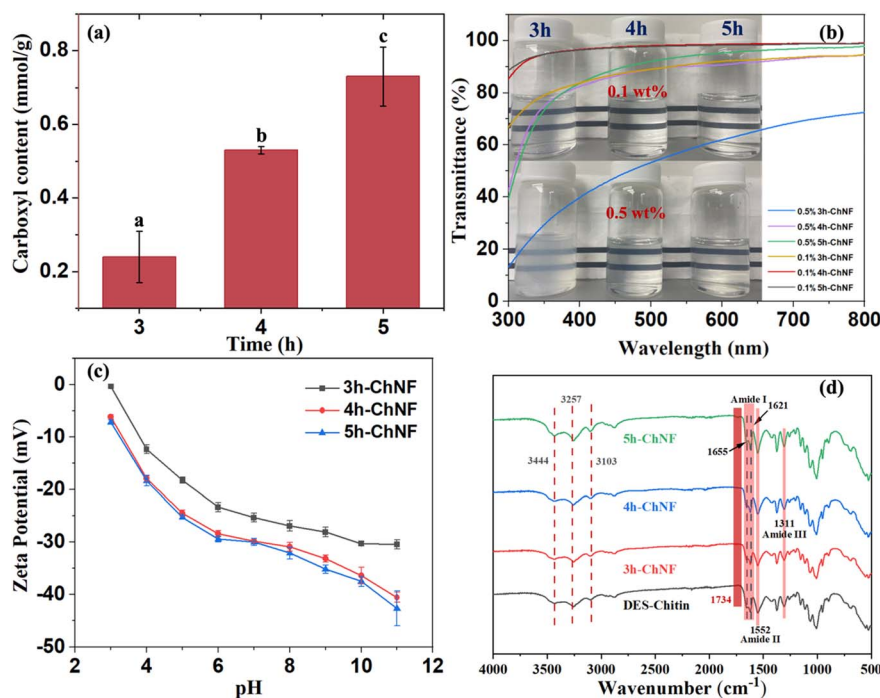 (a)
Carboxyl content (mmol/g)
0.8
0.6
0.4
0.2
a
b
c
3
4
5
Time (h)
(b)
3h
4h
5h
0.1 wt%
0.5 wt%
Transmittance (%)
100
80
60
40
20
0
0.5% 3h-ChNF
0.5% 4h-ChNF
0.5% 5h-ChNF
0.1% 3h-ChNF
0.1% 4h-ChNF
0.1% 5h-ChNF
300
400
500
600
700
800
Wavelength (nm)
(c)
Zeta Potential (mV)
0
-10
-20
-30
-40
-50
3h-ChNF
4h-ChNF
5h-ChNF
2
4
6
8
10
12
pH
(d)
3257
Amide I
1621
5h-ChNF
1655
3444
3103
4h-ChNF
1311
Amide III
3h-ChNF
1734
DES-Chitin
1552
Amide II
4000
3500
3000
2500
2000
1500
1000
500
Wavenumber (cm⁻¹)